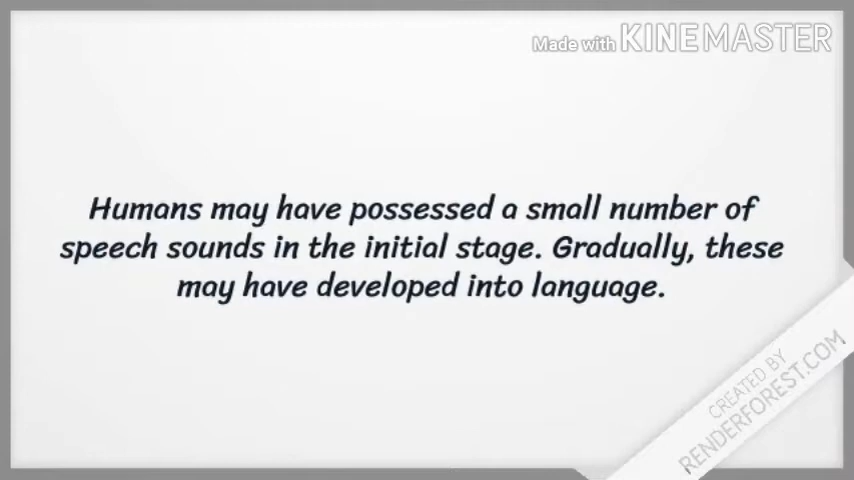 Made with KINEMASTER
Humans may have possessed a small number of
speech sounds in the initial stage. Gradually, these
may have developed into language.
CREATED BY
RENDERFOREST.COM